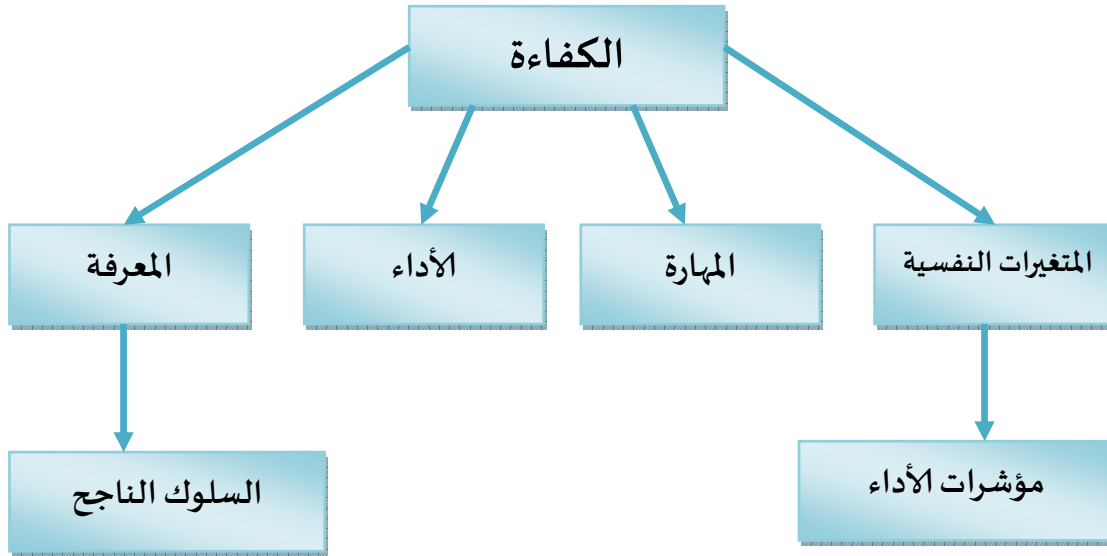 الكفاءة
المتغيرات النفسية
المهارة
الأداء
المعرفة
مؤشرات الأداء
السلوك الناجح